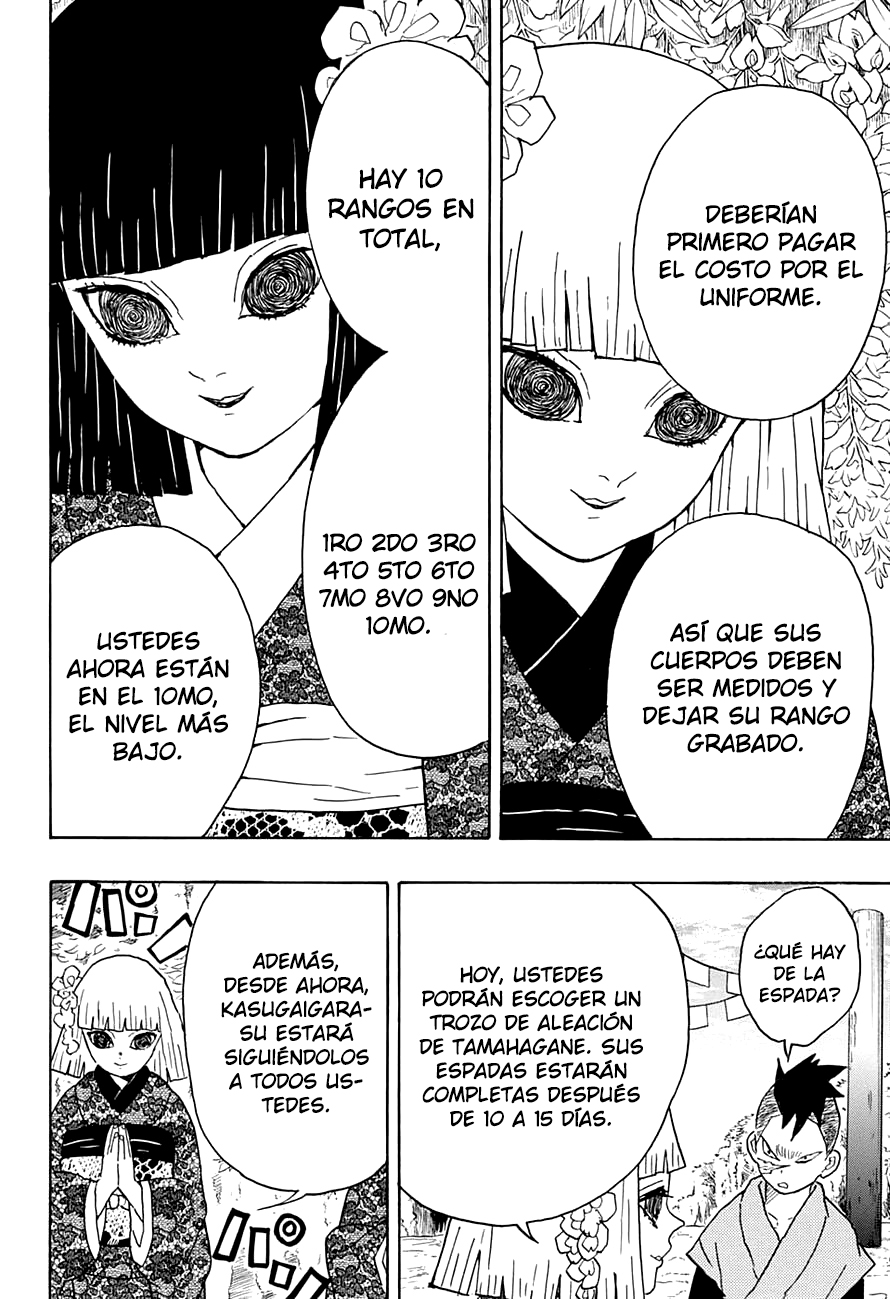 DEBERÍAN
PRIMERO PAGAR
EL COSTO POR EL
UNIFORME.
ASÍ QUE SUS
CUERPOS DEBEN
SER MEDIDOS Y
DEJAR SU RANGO
GRABADO.
HAY 10
RANGOS EN
TOTAL,
1RO 2DO 3RO
4TO 5TO 6TO
7MO 8VO 9NO
10MO.
USTEDES
AHORA ESTÁN
EN EL 10MO,
EL NIVEL MÁS
BAJO.
¿QUÉ HAY
DE LA
ESPADA?
HOY, USTEDES
PODRÁN ESCOGER UN
TROZO DE ALEACIÓN
DE TAMAHAGANE. SUS
ESPADAS ESTARÁN
COMPLETAS DESPUÉS
DE 10 A 15 DÍAS.
ADEMÁS,
DESDE AHORA,
KASUGAIGARA-
SU ESTARÁ
SIGUIÉNDOLOS
A TODOS US-
TEDES.
パン
パン